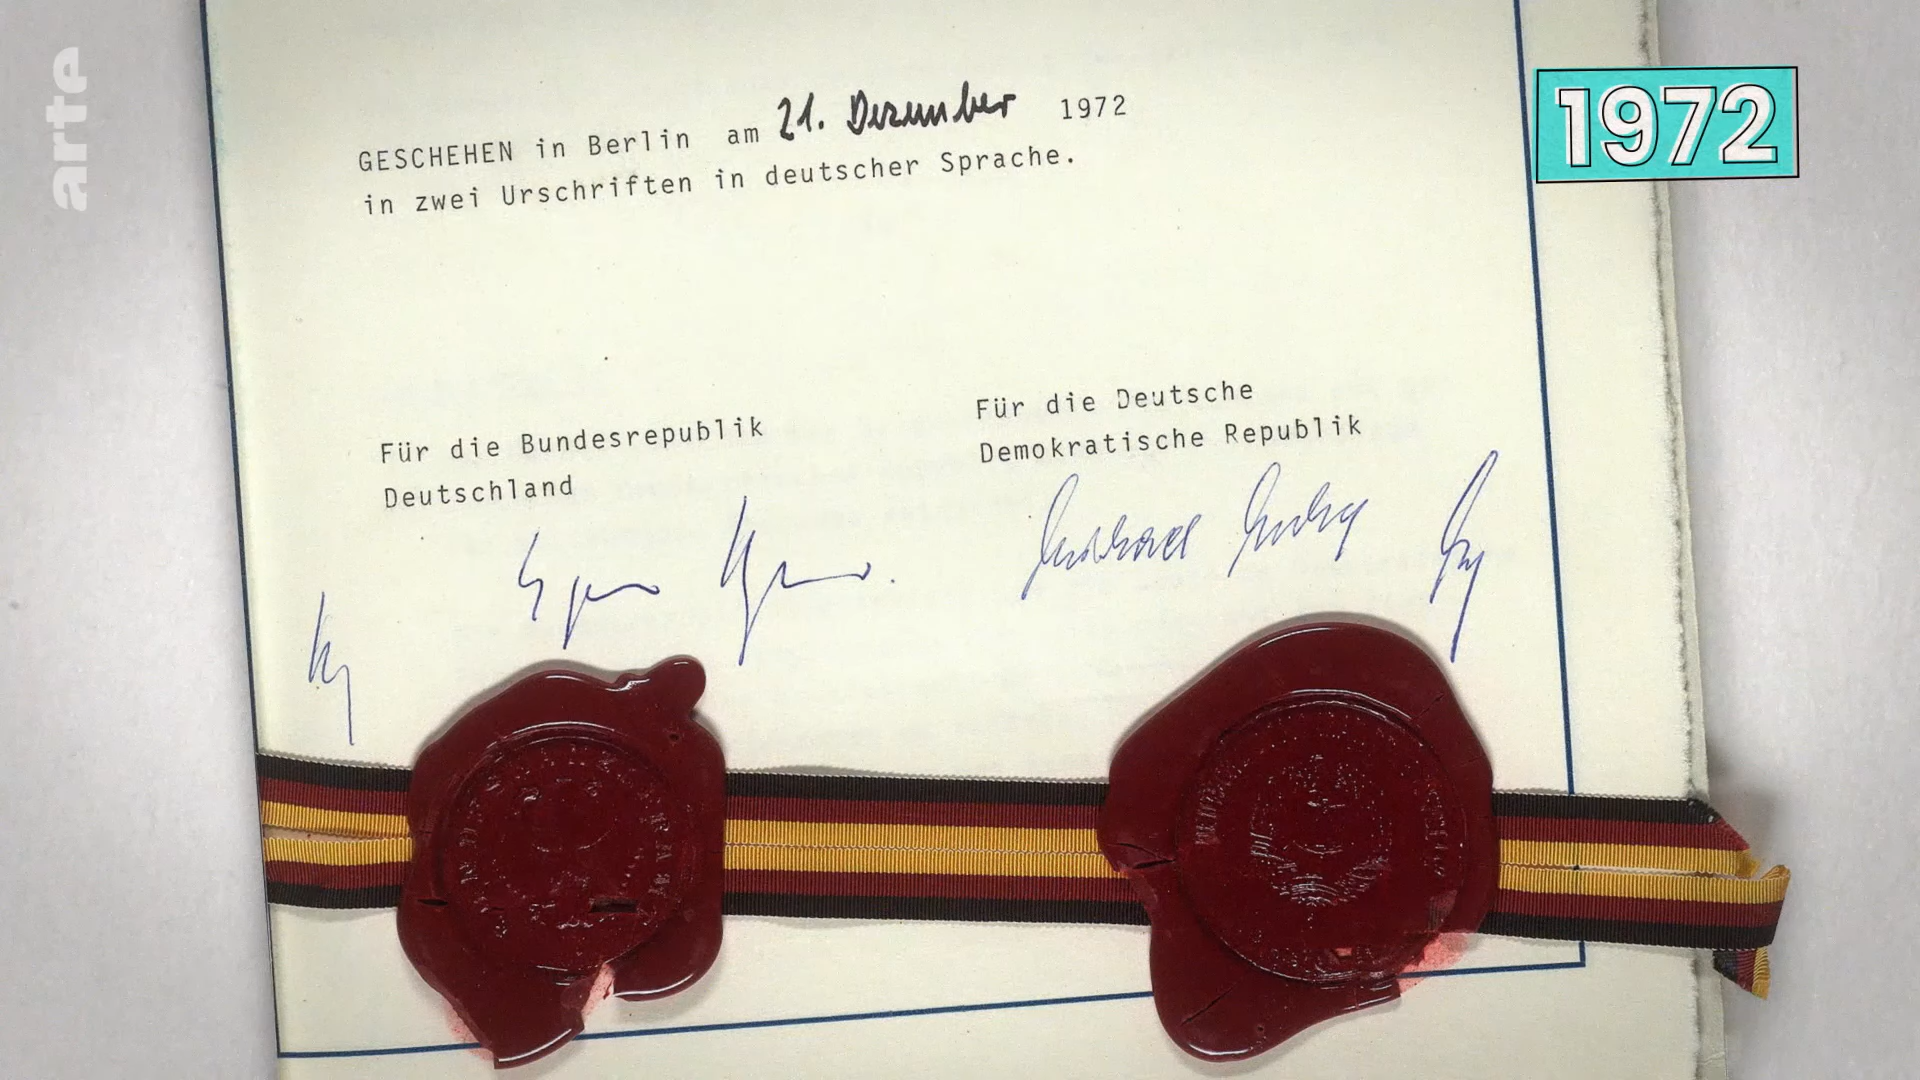 arte
1972
GESCHEHEN in Berlin am 21. Dezember 1972
in zwei Urschriften in deutscher Sprache.
Für die Bundesrepublik
Deutschland
Für die Deutsche
Demokratische Republik